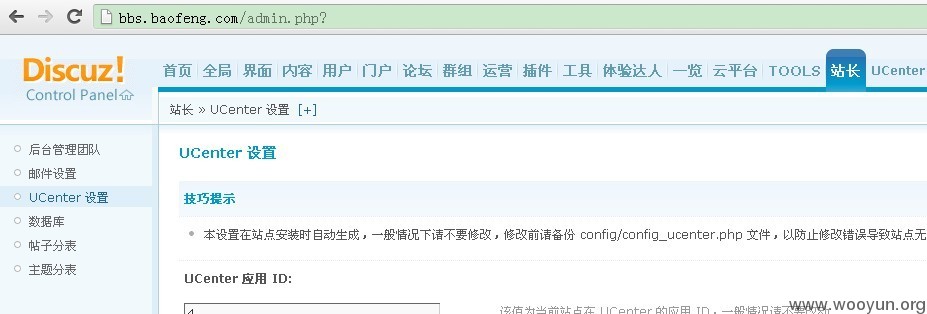 bbs.baofeng.com/admin.php?
Discuz!
Control Panel
首页 全局 界面 内容 用户 门户 论坛 群组 运营 插件 工具 体验达人 一览 云平台 TOOLS 站长 UCenter
站长 » UCenter 设置 [+]
后台管理团队
邮件设置
UCenter 设置
数据库
帖子分表
主题分表
UCenter 设置
技巧提示
本设置在站点安装时自动生成，一般情况下请不要修改，修改前请备份 config/config_ucenter.php 文件，以防止修改错误导致站点无
UCenter 应用 ID:
4
该值为当前站点在 UCenter 的应用 ID，一般情况请不要改动
www.wooyun.org